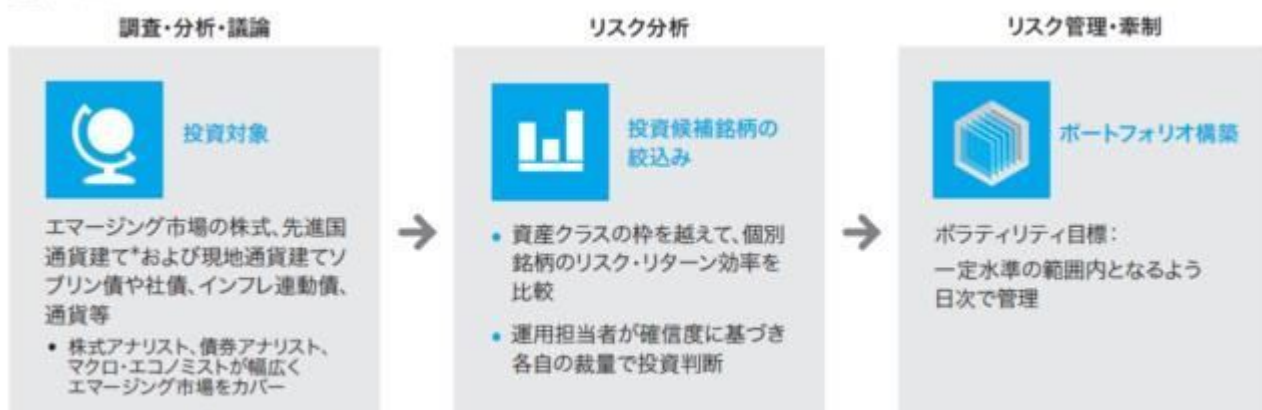 調査・分析・議論
投資対象
エマージング市場の株式、先進国
通貨建て*および現地通貨建てソ
ブリン債や社債、インフレ連動債、
通貨等
• 株式アナリスト、債券アナリスト、
マクロ・エコノミストが幅広く
エマージング市場をカバー
リスク分析
投資候補銘柄の
絞込み
• 資産クラスの枠を越えて、個別
銘柄のリスク・リターン効率を
比較
• 運用担当者が確信度に基づき
各自の裁量で投資判断
リスク管理・牽制
ポートフォリオ構築
ボラティリティ目標：
一定水準の範囲内となるよう
日次で管理